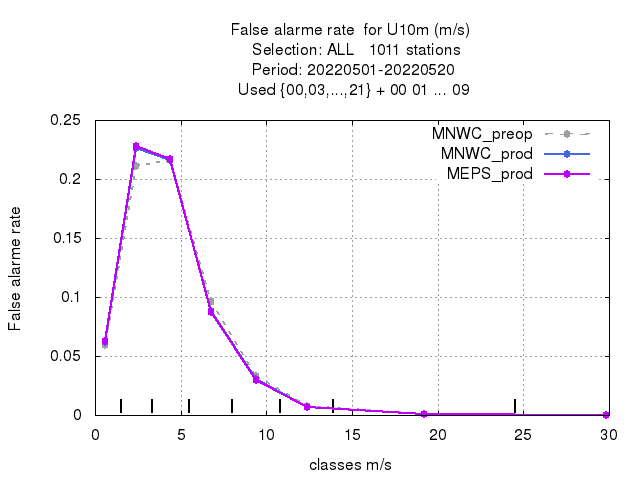 False alarme rate  for U10m (m/s)
Selection: ALL   1011 stations
Period: 20220501-20220520
Used {00,03,...,21} + 00 01 ... 09
MNWC_preop
MNWC_prod
MEPS_prod
False alarme rate
0.25
0.2
0.15
0.1
0.05
0
0 5 10 15 20 25 30
classes m/s